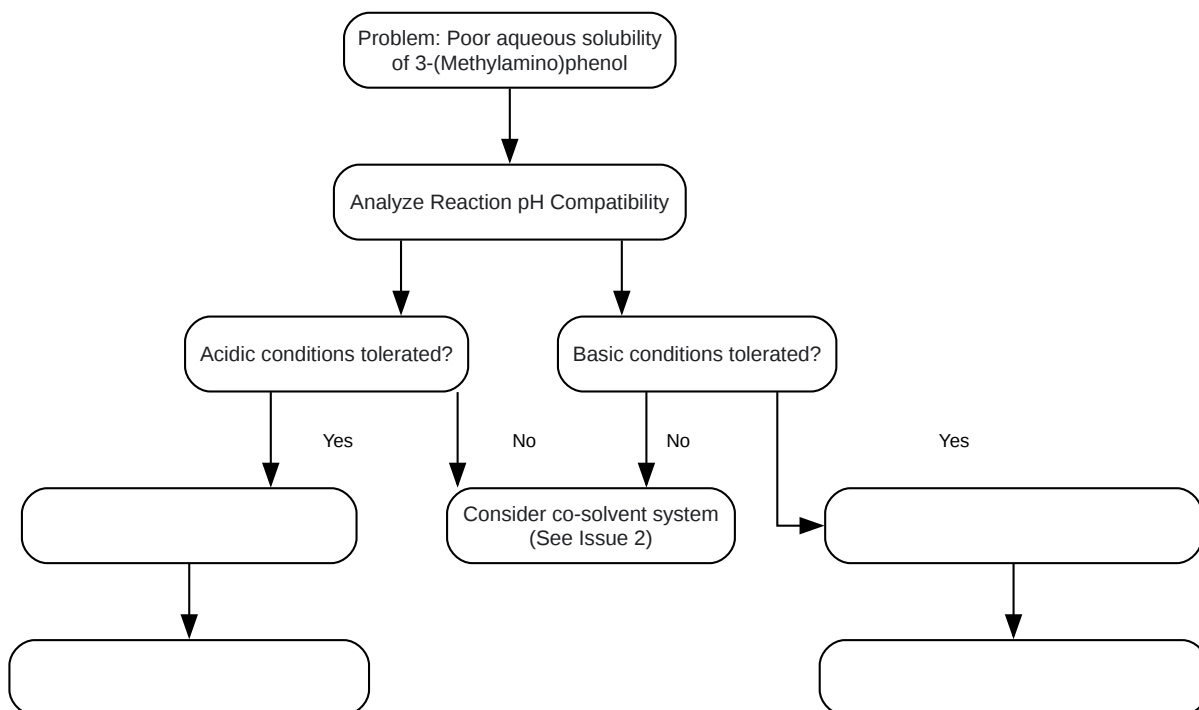 Problem: Poor aqueous solubility
of 3-(Methylamino)phenol
Analyze Reaction pH Compatibility
Acidic conditions tolerated?
Basic conditions tolerated?
Yes
No
No
Yes
Consider co-solvent system
(See Issue 2)